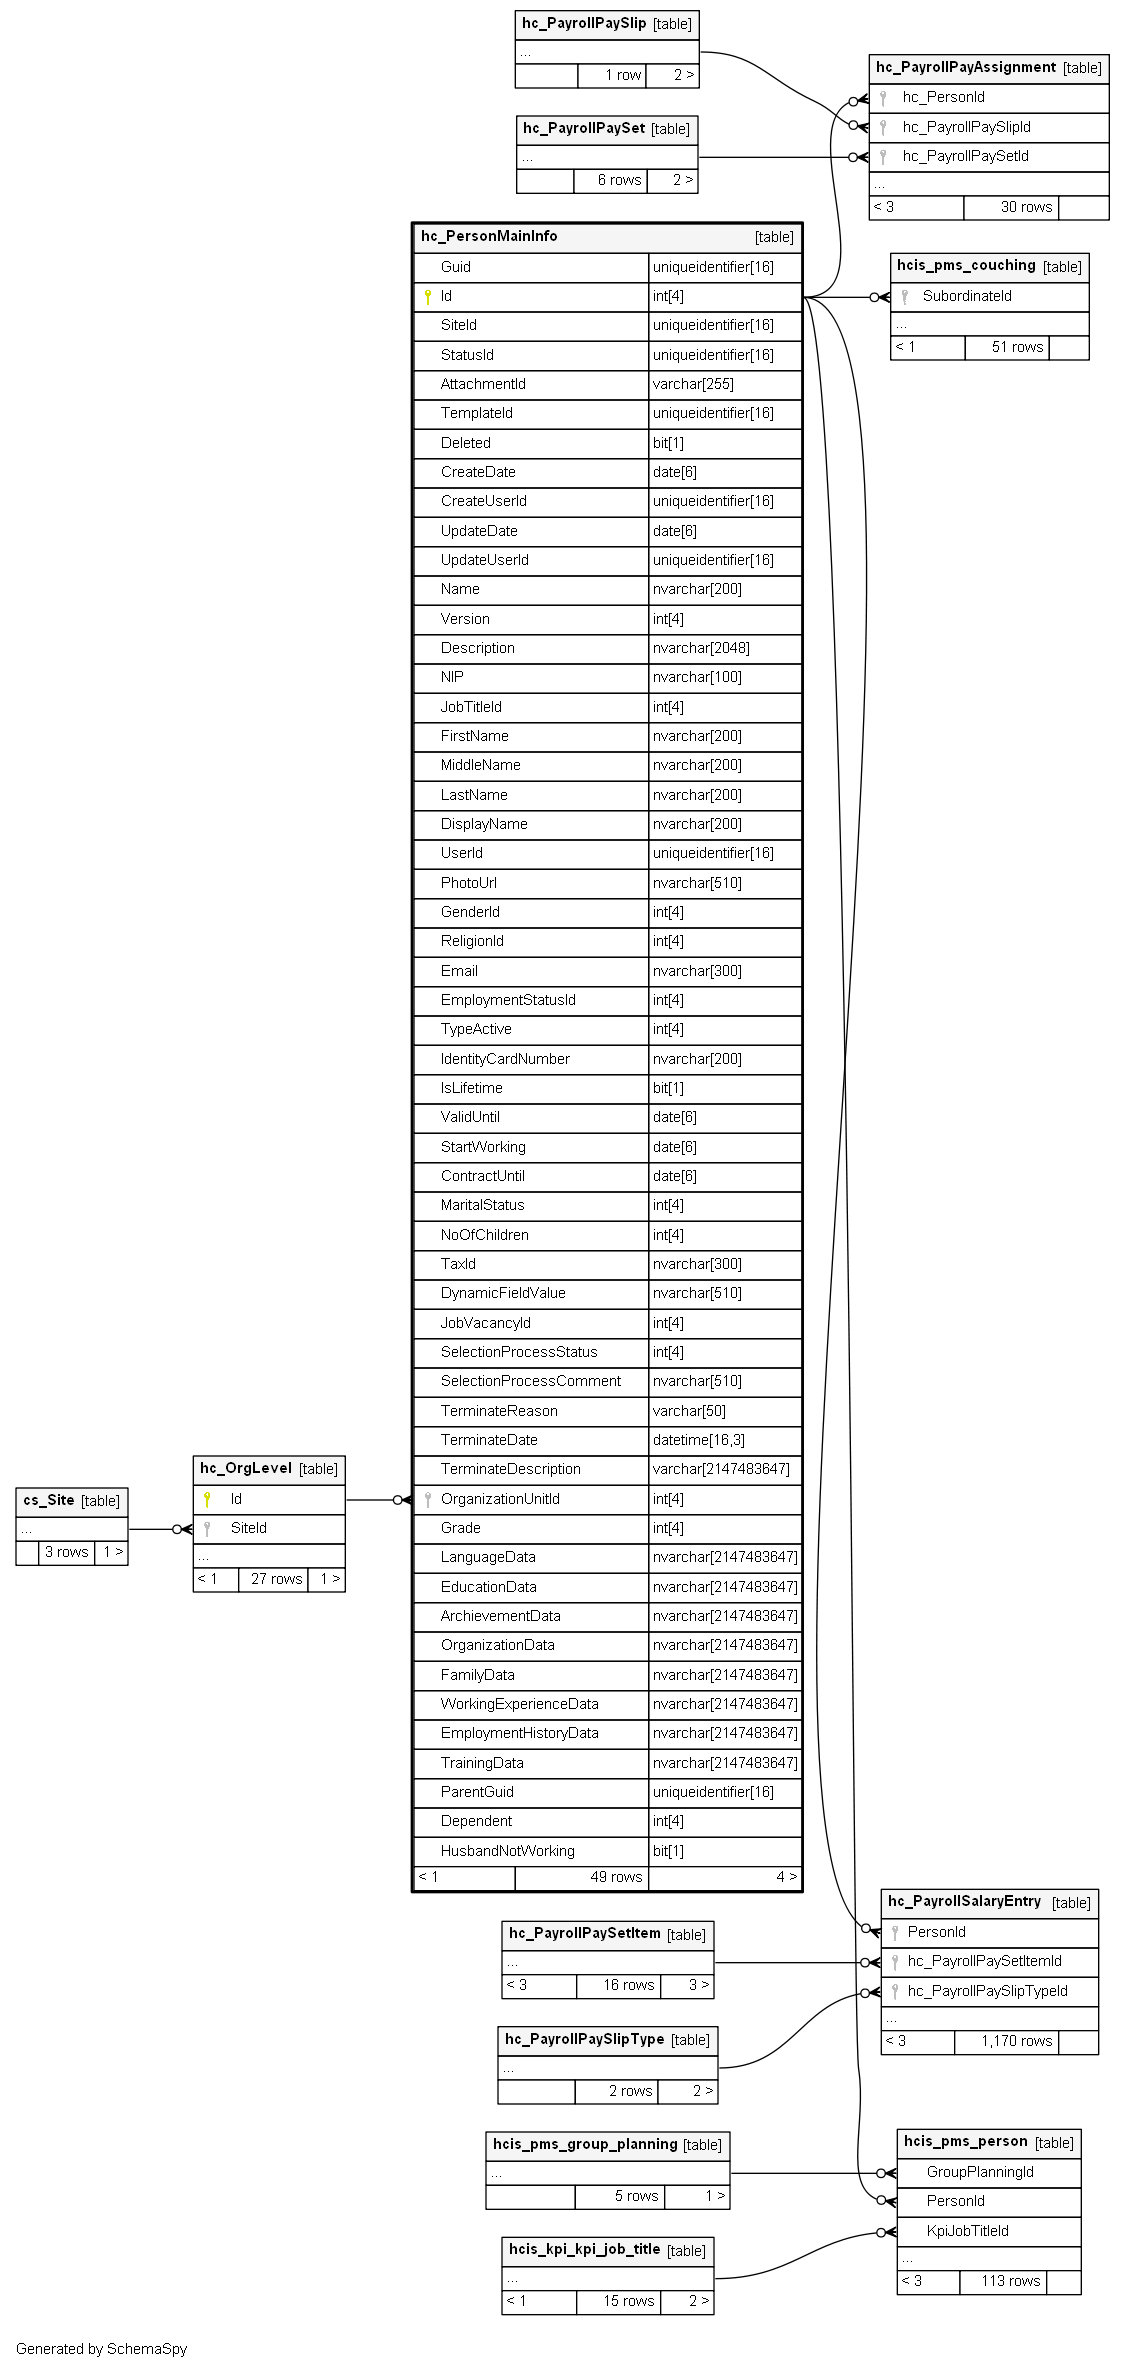 hc_PayrollPaySlip [table]
...
1 row 2 >
hc_PayrollPayAssignment [table]
hc_PersonId
hc_PayrollPaySlipId
hc_PayrollPaySetId
...
< 3 30 rows
hc_PayrollPaySet [table]
...
6 rows 2 >
hc_PersonMainInfo [table]
Guid uniqueidentifier[16]
Id int[4]
SiteId uniqueidentifier[16]
StatusId uniqueidentifier[16]
AttachmentId varchar[255]
TemplateId uniqueidentifier[16]
Deleted bit[1]
CreateDate date[6]
CreateUserId uniqueidentifier[16]
UpdateDate date[6]
UpdateUserId uniqueidentifier[16]
Name nvarchar[200]
Version int[4]
Description nvarchar[2048]
NIP nvarchar[100]
JobTitleId int[4]
FirstName nvarchar[200]
MiddleName nvarchar[200]
LastName nvarchar[200]
DisplayName nvarchar[200]
UserId uniqueidentifier[16]
PhotoUrl nvarchar[510]
GenderId int[4]
ReligionId int[4]
Email nvarchar[300]
EmploymentStatusId int[4]
TypeActive int[4]
IdentityCardNumber nvarchar[200]
IsLifetime bit[1]
ValidUntil date[6]
StartWorking date[6]
ContractUntil date[6]
MaritalStatus int[4]
NoOfChildren int[4]
TaxId nvarchar[300]
DynamicFieldValue nvarchar[510]
JobVacancyId int[4]
SelectionProcessStatus int[4]
SelectionProcessComment nvarchar[510]
TerminateReason varchar[50]
TerminateDate datetime[16,3]
TerminateDescription varchar[2147483647]
OrganizationUnitId int[4]
Grade int[4]
LanguageData nvarchar[2147483647]
EducationData nvarchar[2147483647]
ArchievementData nvarchar[2147483647]
OrganizationData nvarchar[2147483647]
FamilyData nvarchar[2147483647]
WorkingExperienceData nvarchar[2147483647]
EmploymentHistoryData nvarchar[2147483647]
TrainingData nvarchar[2147483647]
ParentGuid uniqueidentifier[16]
Dependent int[4]
HusbandNotWorking bit[1]
< 1 49 rows 4 >
hcis_pms_couching [table]
SubordinateId
...
< 1 51 rows
cs_Site [table]
...
3 rows 1 >
hc_OrgLevel [table]
Id
SiteId
...
< 1 27 rows 1 >
hc_PayrollSalaryEntry [table]
PersonId
hc_PayrollPaySetItemId
hc_PayrollPaySlipTypeId
...
< 3 1,170 rows
hc_PayrollPaySetItem [table]
...
< 3 16 rows 3 >
hc_PayrollPaySlipType [table]
...
2 rows 2 >
hcis_pms_group_planning [table]
...
5 rows 1 >
hcis_pms_person [table]
GroupPlanningId
PersonId
KpiJobTitleId
...
< 3 113 rows
hcis_kpi_kpi_job_title [table]
...
< 1 15 rows 2 >
Generated by SchemaSpy